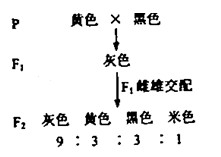 P 黄色 × 黑色
F₁ 灰色
F₁雌雄交配
F₂ 灰色 黄色 黑色 米色
9 : 3 : 3 : 1